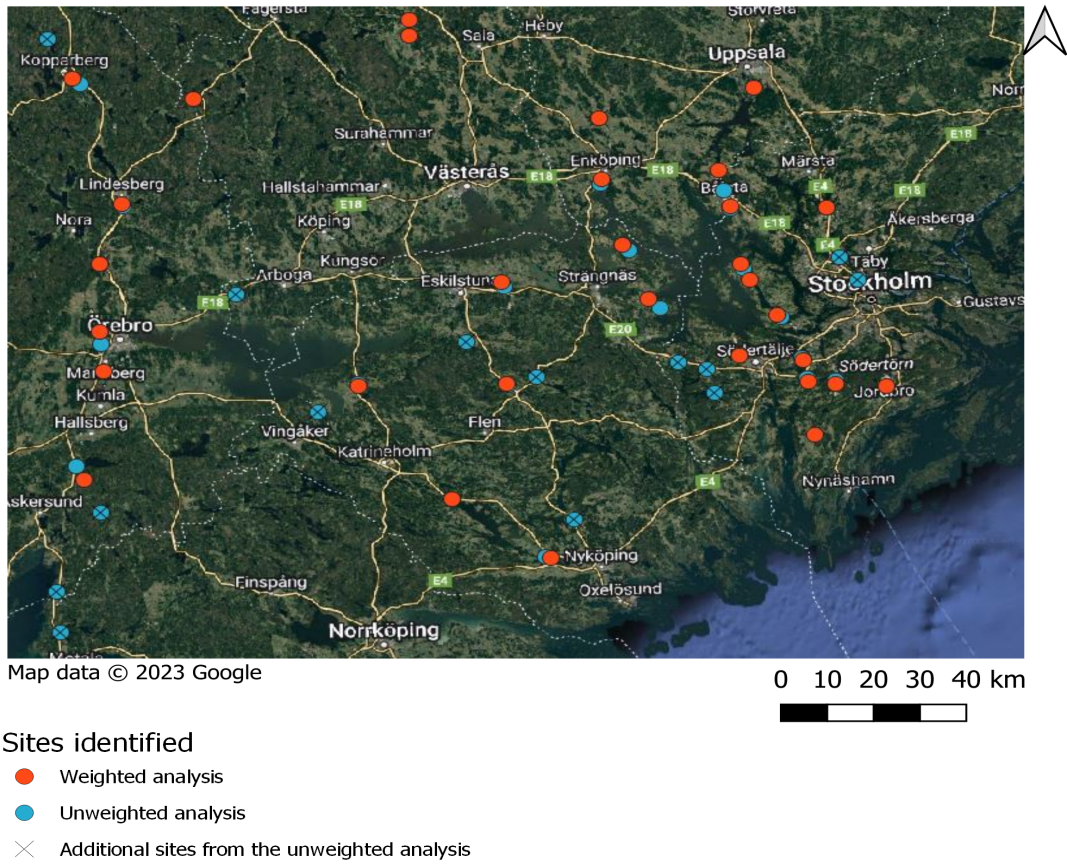 Fagersta
Storvreta
Heby
Sala
Uppsala
Kopparberg
Norr
E18
Surahammar
Enköping
Märsta
Västerås
E18
E18
Lindesberg
Hallstahammar
Bålsta
E4
E18
Nora
E18
Köping
E18
Åkersberga
E4
Kungsör
Täby
Arboga
Eskilstuna
Strängnäs
Stockholm
E18
Gustavs
Örebro
E20
Södertälje
Södertörn
Marieberg
Kumla
Jordbro
Hallsberg
Vingåker
Flen
Katrineholm
E4
Nynäshamn
Askersund
Nyköping
Finspång
E4
Oxelösund
Norrköping
Motala
Map data © 2023 Google
0 10 20 30 40 km
Sites identified
Weighted analysis
Unweighted analysis
Additional sites from the unweighted analysis